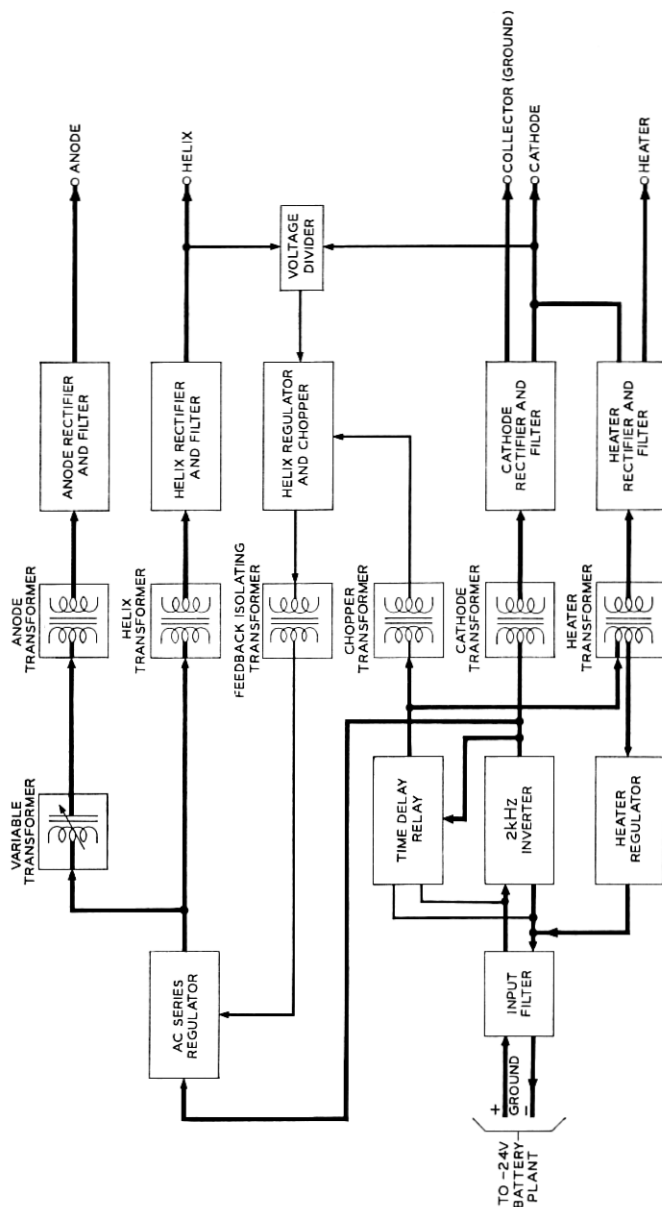 VARIABLE
TRANSFORMER
ANODE
TRANSFORMER
ANODE RECTIFIER
AND FILTER
ANODE
AC SERIES
REGULATOR
HELIX
TRANSFORMER
HELIX RECTIFIER
AND FILTER
HELIX
FEEDBACK ISOLATING
TRANSFORMER
HELIX REGULATOR
AND CHOPPER
VOLTAGE
DIVIDER
TIME DELAY
RELAY
CHOPPER
TRANSFORMER
TO -24V
BATTERY
PLANT
+
GROUND
−
INPUT
FILTER
2kHz
INVERTER
CATHODE
TRANSFORMER
CATHODE
RECTIFIER AND
FILTER
COLLECTOR (GROUND)
CATHODE
HEATER
REGULATOR
HEATER
TRANSFORMER
HEATER
RECTIFIER AND
FILTER
HEATER